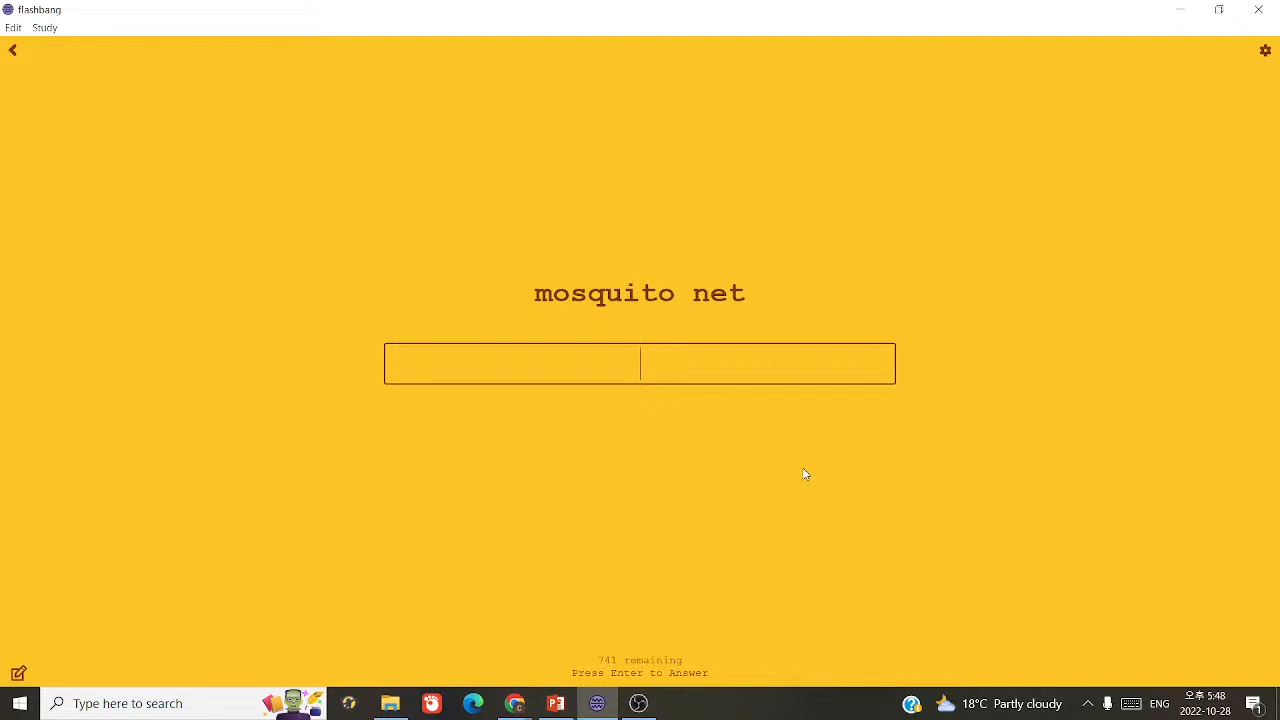 flashbang
Edit Study
mosquito net
741 remaining
Press Enter to Answer
Type here to search
18°C Partly cloudy
ENG
오후 5:48
2022-10-28
1